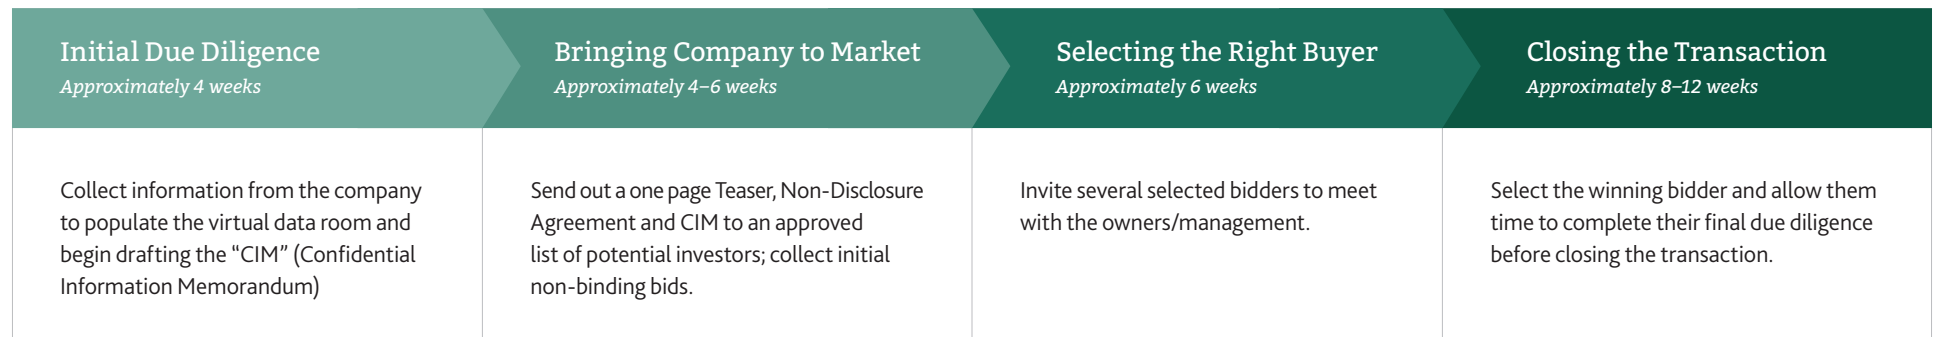 Initial Due Diligence
Approximately 4 weeks
Collect information from the company
to populate the virtual data room and
begin drafting the “CIM” (Confidential
Information Memorandum)
Bringing Company to Market
Approximately 4–6 weeks
Send out a one page Teaser, Non-Disclosure
Agreement and CIM to an approved
list of potential investors; collect initial
non-binding bids.
Selecting the Right Buyer
Approximately 6 weeks
Invite several selected bidders to meet
with the owners/management.
Closing the Transaction
Approximately 8–12 weeks
Select the winning bidder and allow them
time to complete their final due diligence
before closing the transaction.